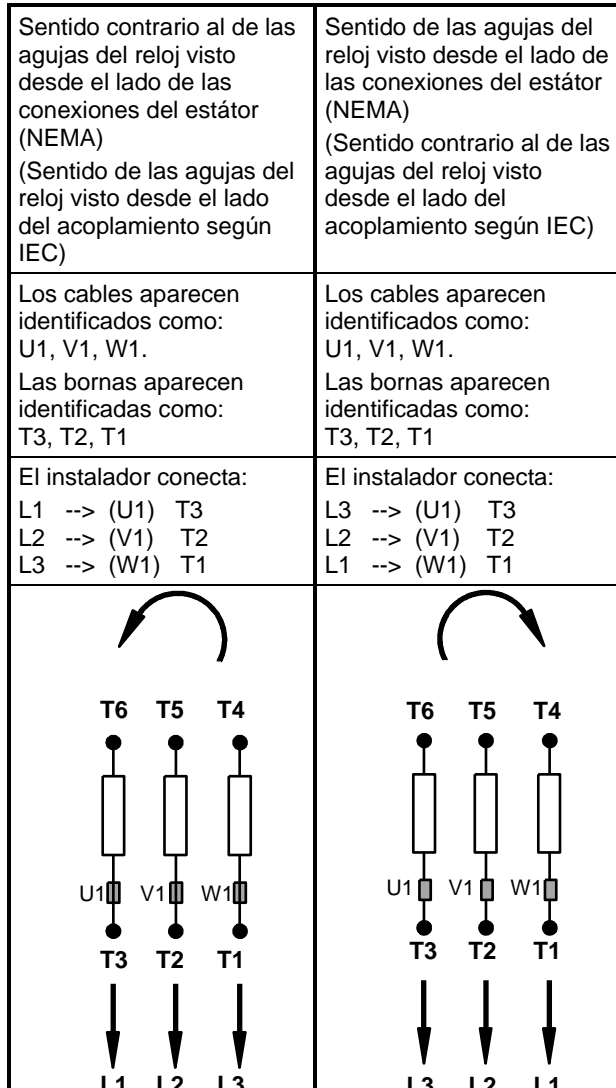 Sentido contrario al de las
agujas del reloj visto
desde el lado de las
conexiones del estátor
(NEMA)
(Sentido de las agujas del
reloj visto desde el lado
del acoplamiento según
IEC)
Sentido de las agujas del
reloj visto desde el lado de
las conexiones del estátor
(NEMA)
(Sentido contrario al de las
agujas del reloj visto
desde el lado del
acoplamiento según IEC)
Los cables aparecen
identificados como:
U1, V1, W1.
Las bornas aparecen
identificadas como:
T3, T2, T1
Los cables aparecen
identificados como:
U1, V1, W1.
Las bornas aparecen
identificadas como:
T3, T2, T1
El instalador conecta:
L1 --> (U1) T3
L2 --> (V1) T2
L3 --> (W1) T1
El instalador conecta:
L3 --> (U1) T3
L2 --> (V1) T2
L1 --> (W1) T1
T6 T5 T4
U1 V1 W1
T3 T2 T1
L1 L2 L3
T6 T5 T4
U1 V1 W1
T3 T2 T1
L3 L2 L1